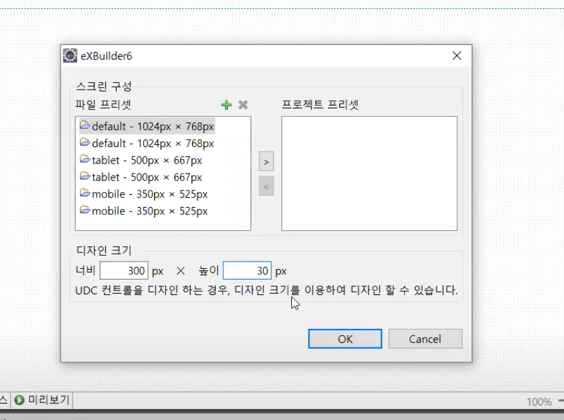 eXBuilder6
스크린 구성
파일 프리셋
프로젝트 프리셋
default - 1024px × 768px
default - 1024px × 768px
tablet - 500px × 667px
tablet - 500px × 667px
mobile - 350px × 525px
mobile - 350px × 525px
>
<
디자인 크기
너비 300 px × 높이 30 px
UDC 컨트롤을 디자인 하는 경우, 디자인 크기를 이용하여 디자인 할 수 있습니다.
OK
Cancel
스
미리보기
100%